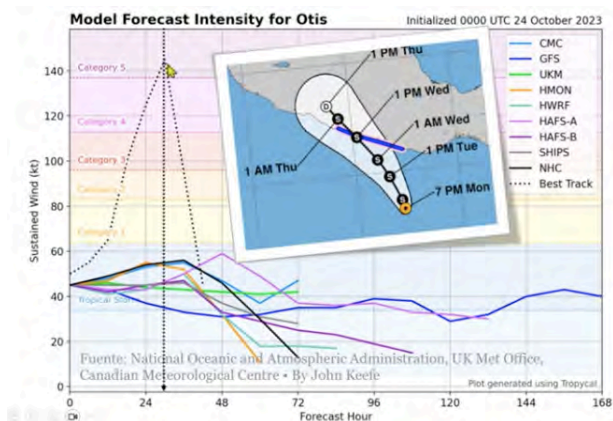 Model Forecast Intensity for Otis
Initialized 0000 UTC 24 October 2023
Sustained Wind (kt)
140
120
100
80
60
40
20
0
Category 5
Category 4
Category 3
Category 1
1 PM Thu
1 PM Wed
1 AM Wed
1 PM Tue
7 PM Mon
1 AM Thu
D
S
S
S
S
CMC
GFS
UKM
HMON
HWRF
HAFS-A
HAFS-B
SHIPS
NHC
Best Track
Fuente: National Oceanic and Atmospheric Administration, UK Met Office,
Canadian Meteorological Centre • By John Keefe
Plot generated using Tropycal
0
24
48
72
96
120
144
168
Forecast Hour